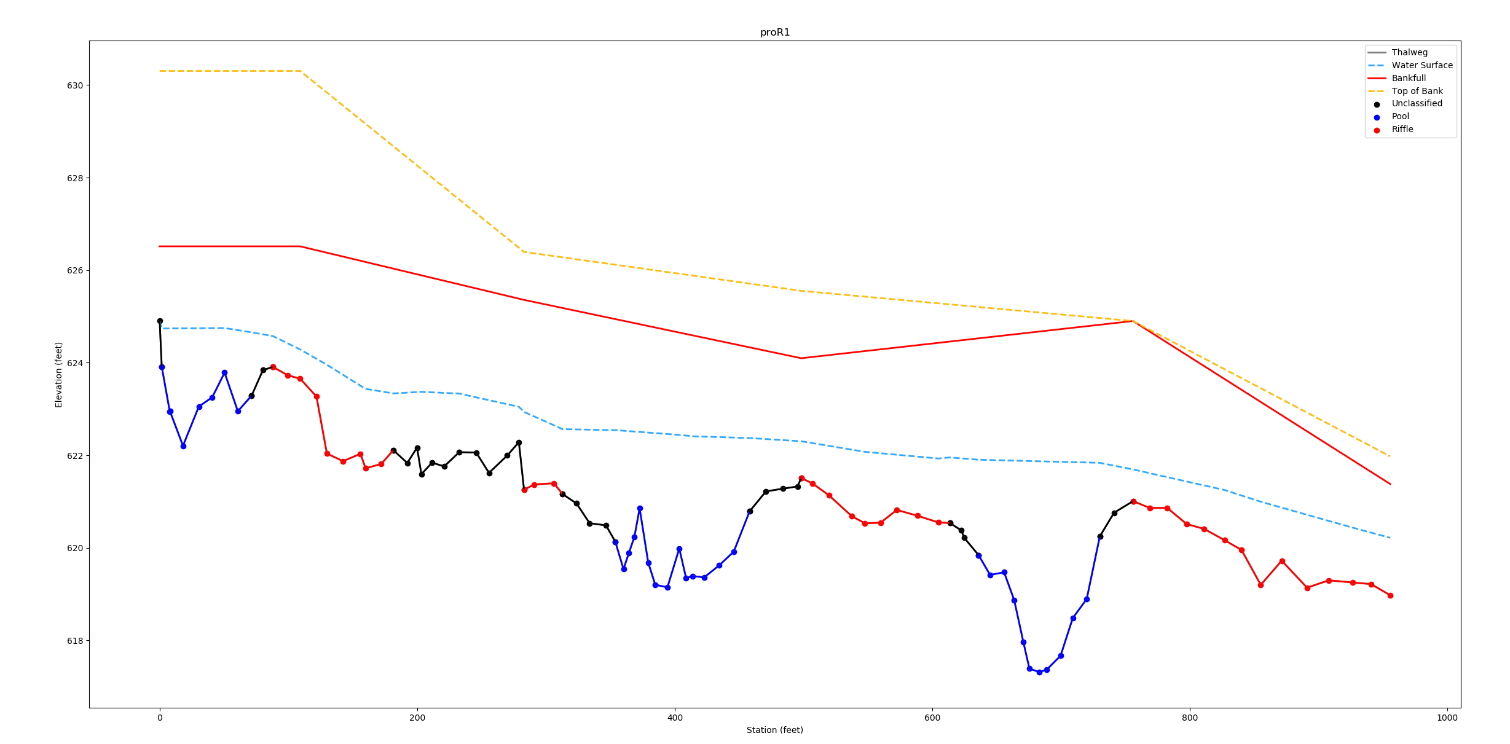 proR1
Thalweg
Water Surface
Bankfull
Top of Bank
Unclassified
Pool
Riffle
630
628
626
624
622
620
618
Elevation (feet)
0
200
400
600
800
1000
Station (feet)